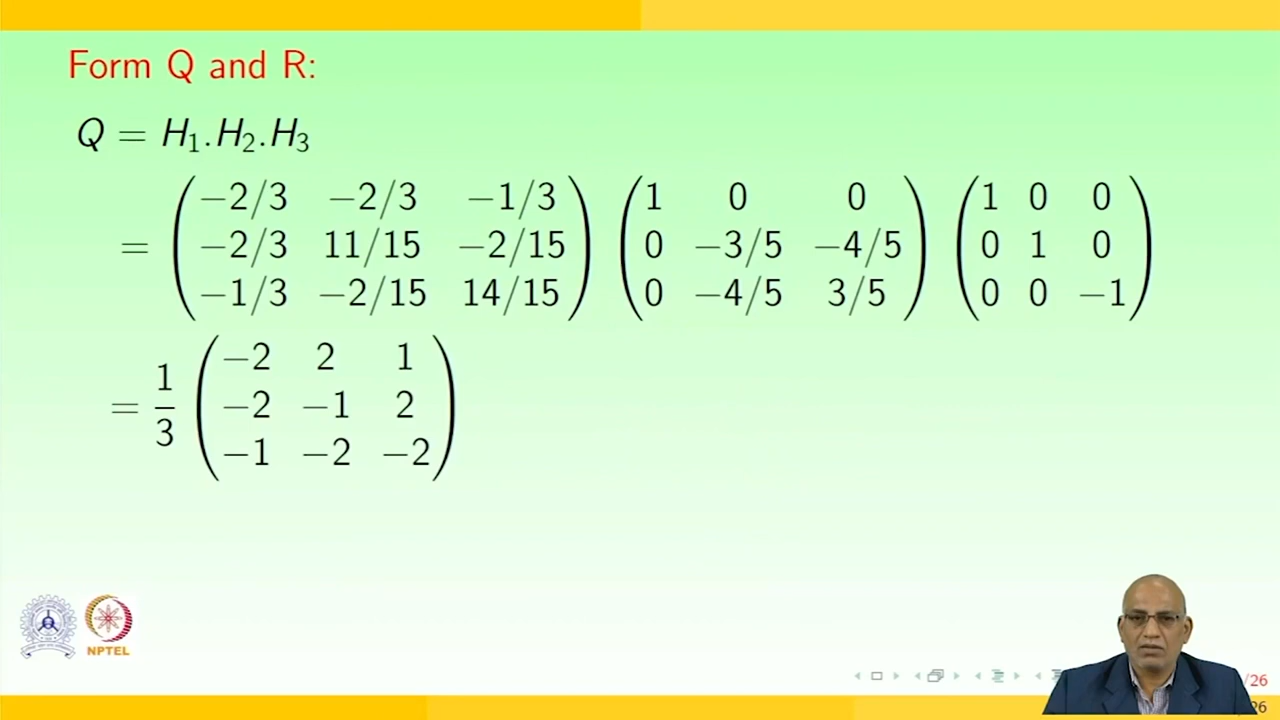 Form Q and R:
Q = H₁.H₂.H₃
= (−2/3 −2/3 −1/3 (1 0 0 (1 0 0
−2/3 11/15 −2/15 0 −3/5 −4/5 0 1 0
−1/3 −2/15 14/15) 0 −4/5 3/5) 0 0 −1)
= 1/3 (−2 2 1
−2 −1 2
−1 −2 −2)
NPTEL
/26
26